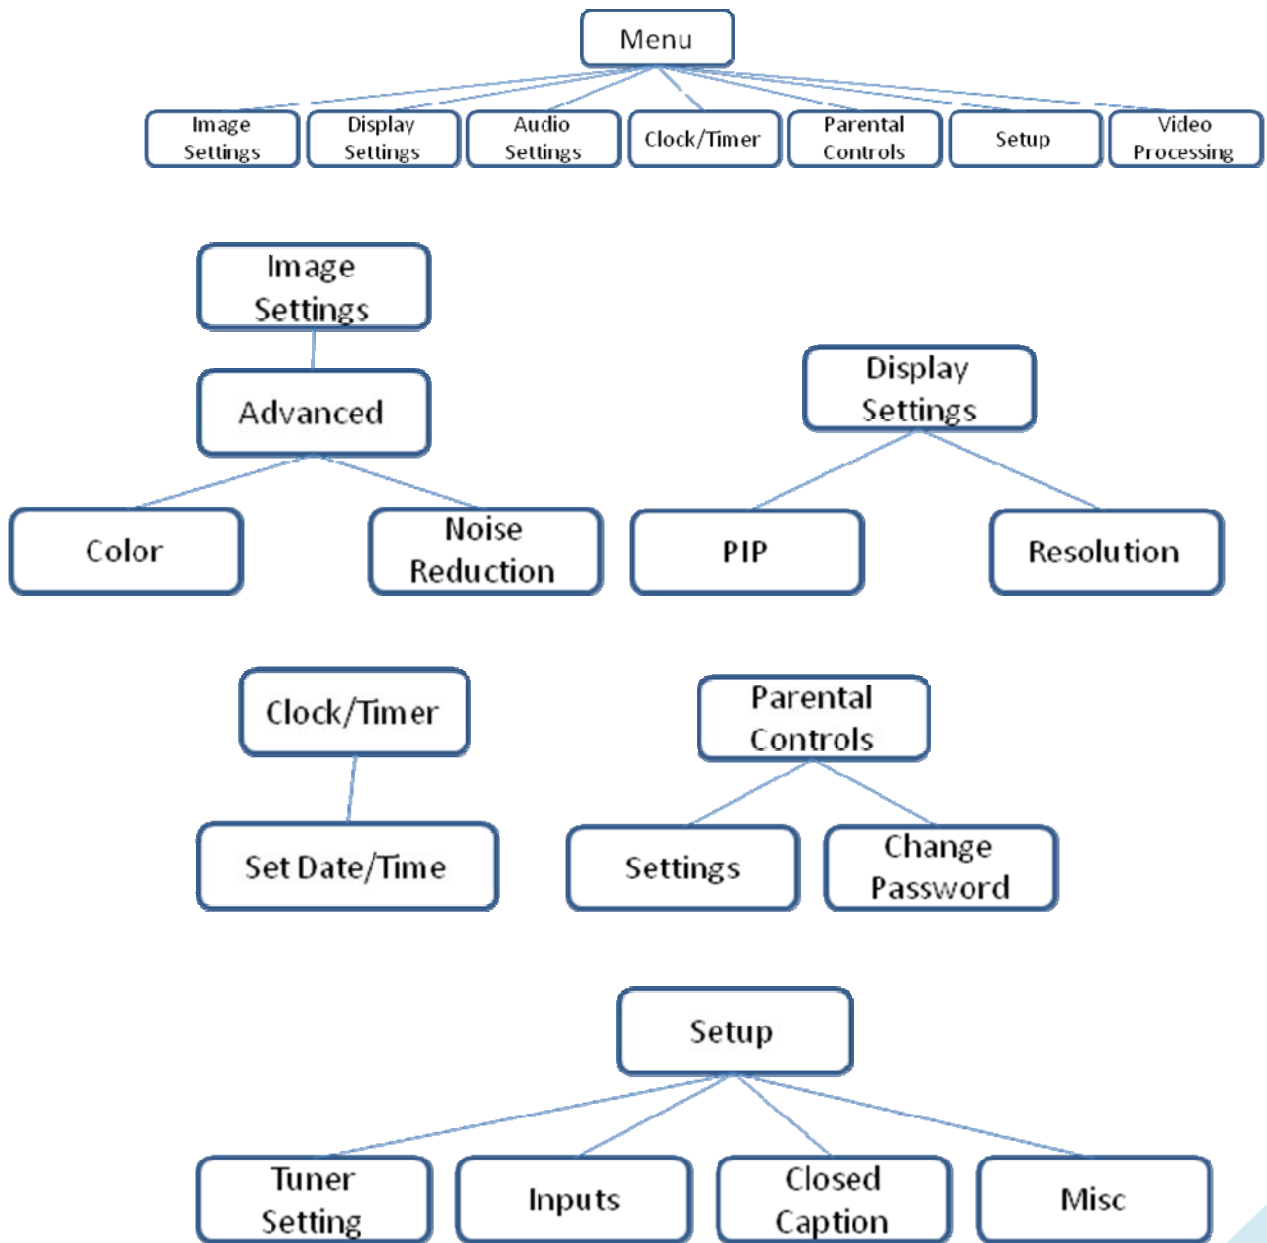 Menu
Image
Settings
Display
Settings
Audio
Settings
Clock/Timer
Parental
Controls
Setup
Video
Processing
Image
Settings
Advanced
Color
Noise
Reduction
Display
Settings
PIP
Resolution
Clock/Timer
Set Date/Time
Parental
Controls
Settings
Change
Password
Setup
Tuner
Setting
Inputs
Closed
Caption
Misc